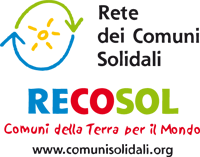 Rete
dei Comuni
Solidali
RECOSOL
Comuni della Terra per il Mondo
www.comunisolidali.org